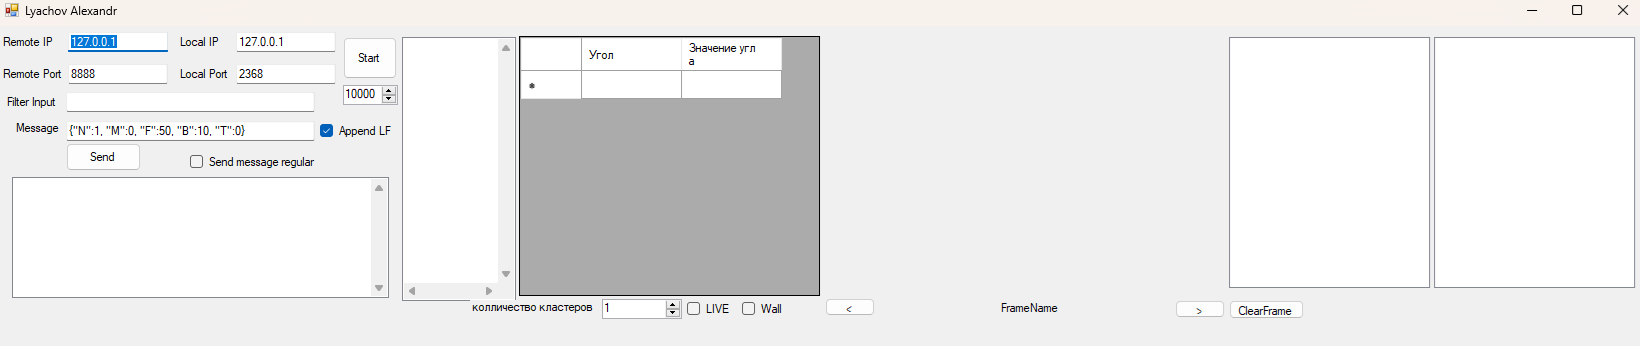 Lyachov Alexandr
Remote IP 127.0.0.1 Local IP 127.0.0.1
Start
Remote Port 8888 Local Port 2368
10000
Filter Input
Message {"N":1, "M":0, "F":50, "B":10, "T":0} Append LF
Send Send message regular
Угол
Значение угл
а
колличество кластеров 1 LIVE Wall
<
FrameName
>
ClearFrame